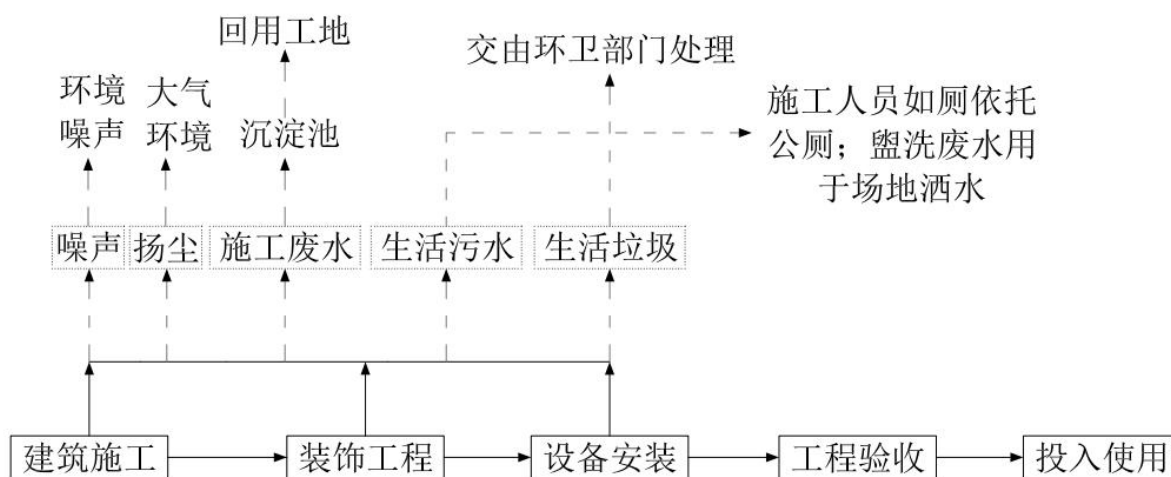 回用工地
交由环卫部门处理
环境
噪声
大气
环境
沉淀池
施工人员如厕依托
公厕；盥洗废水用
于场地洒水
噪声
扬尘
施工废水
生活污水
生活垃圾
建筑施工
装饰工程
设备安装
工程验收
投入使用